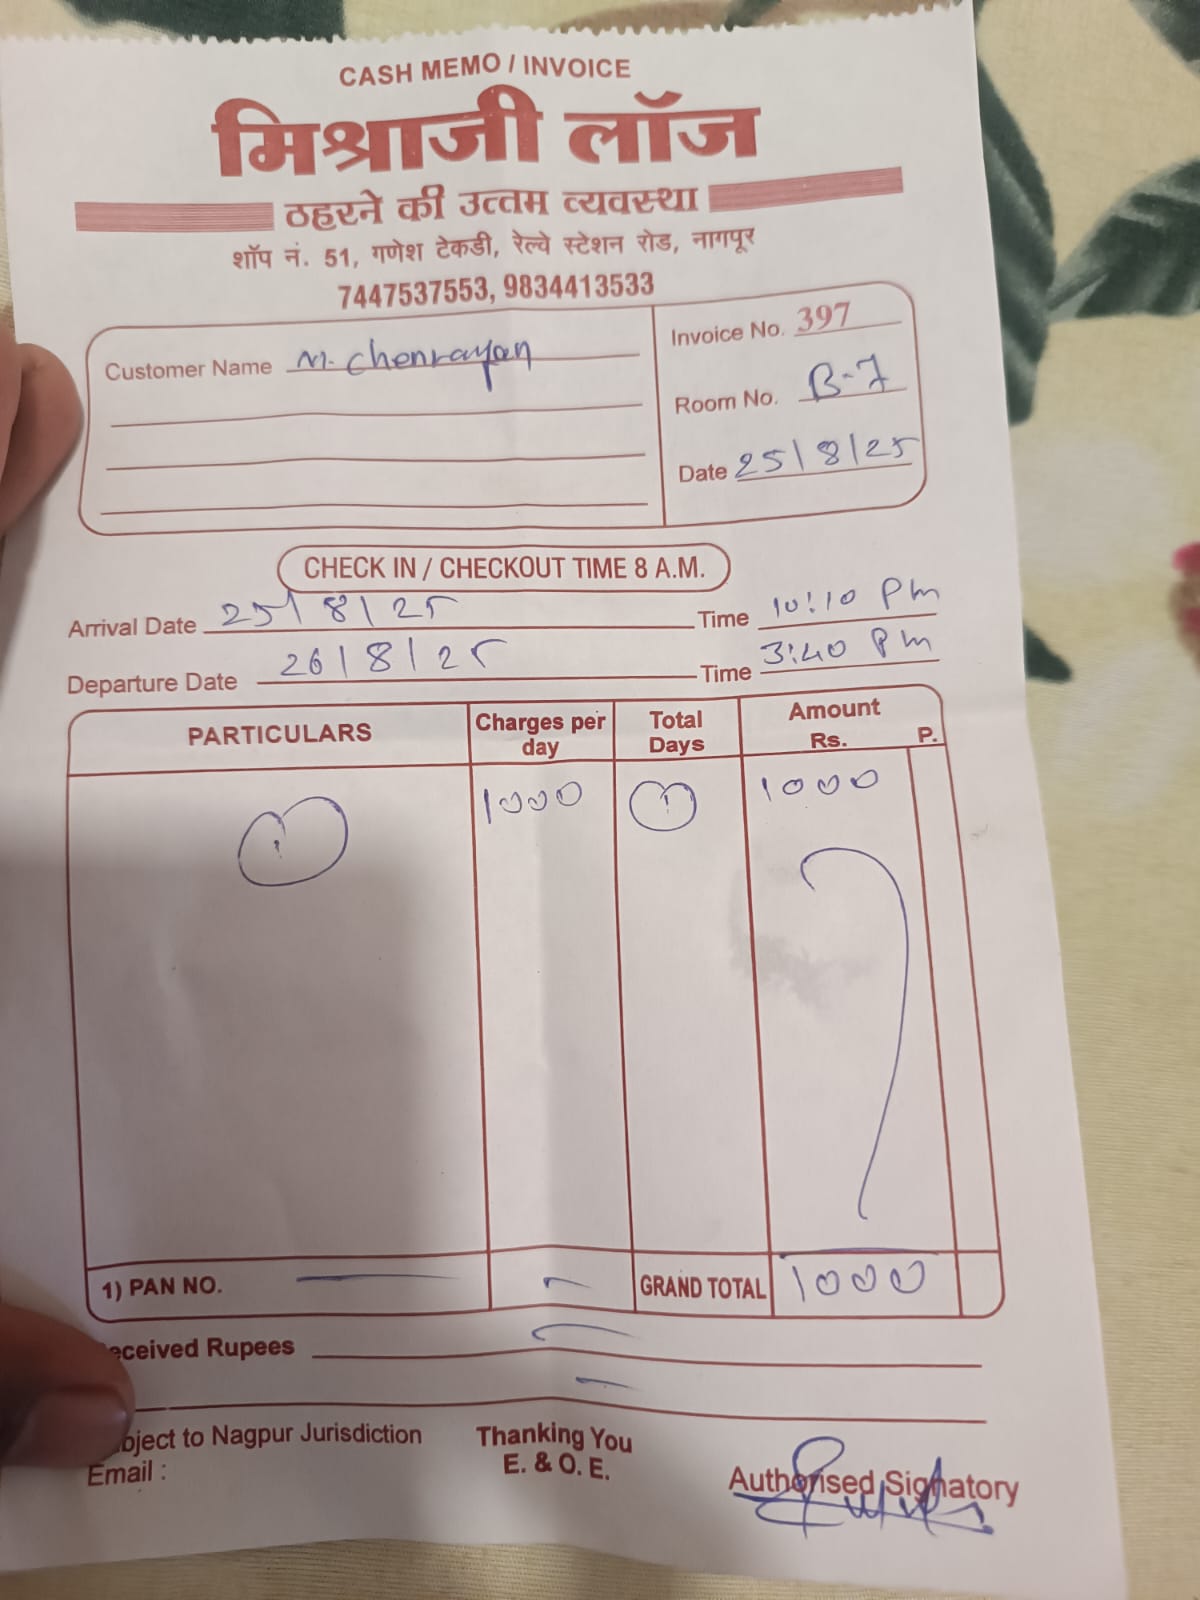 CASH MEMO / INVOICE
मिश्राजी लॉज
ठहरने की उत्तम व्यवस्था
शॉप नं. 51, गणेश टेकडी, रेल्वे स्टेशन रोड, नागपूर
7447537553, 9834413533
Customer Name M. Chenrayan
Invoice No. 397
Room No. B-7
Date 25/8/25
CHECK IN / CHECKOUT TIME 8 A.M.
Arrival Date 25/8/25 Time 10:10 PM
Departure Date 26/8/25 Time 3:40 PM
PARTICULARS Charges per day Total Days Amount Rs. P.
1000 1000
1) PAN NO. GRAND TOTAL 1000
eceived Rupees
bject to Nagpur Jurisdiction Thanking You
Email : E. & O. E.
Authorised Signatory